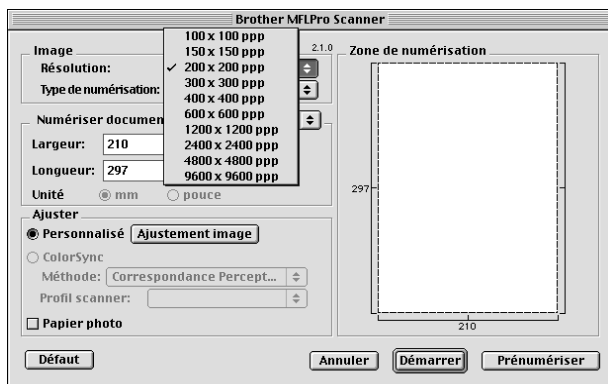 Brother MFLPro Scanner
Image
2.1.0
Résolution:
Type de numérisation:
100 x 100 ppp
150 x 150 ppp
✓ 200 x 200 ppp
300 x 300 ppp
400 x 400 ppp
600 x 600 ppp
1200 x 1200 ppp
2400 x 2400 ppp
4800 x 4800 ppp
9600 x 9600 ppp
Numériser documen
Largeur: 210
Longueur: 297
Unité mm pouce
Ajuster
Personnalisé Ajustement image
ColorSync
Méthode: Correspondance Percept...
Profil scanner:
Papier photo
Zone de numérisation
297
210
Défaut Annuler Démarrer Prénumériser